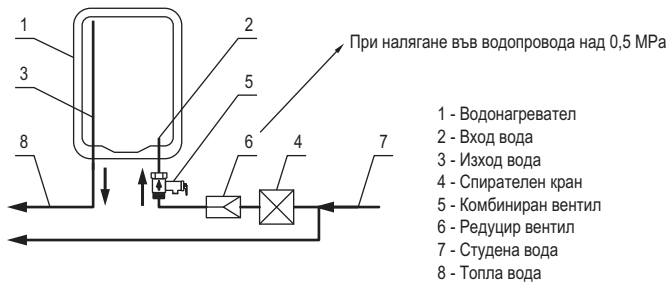 1
2
При налягане във водопровода над 0,5 MPa
3
5
8
6
4
7
1 - Водонагревател
2 - Вход вода
3 - Изход вода
4 - Спирателен кран
5 - Комбиниран вентил
6 - Редуцир вентил
7 - Студена вода
8 - Топла вода